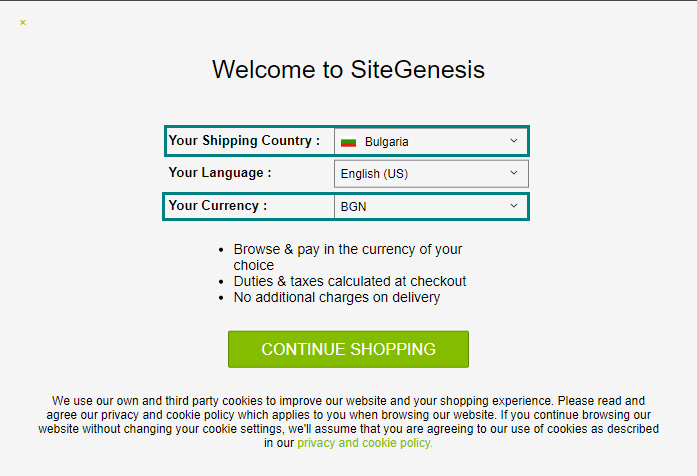 ×
Welcome to SiteGenesis
Your Shipping Country : Bulgaria
Your Language : English (US)
Your Currency : BGN
• Browse & pay in the currency of your
choice
• Duties & taxes calculated at checkout
• No additional charges on delivery
CONTINUE SHOPPING
We use our own and third party cookies to improve our website and your shopping experience. Please read and
agree our privacy and cookie policy which applies to you when browsing our website. If you continue browsing our
website without changing your cookie settings, we'll assume that you are agreeing to our use of cookies as described
in our privacy and cookie policy.